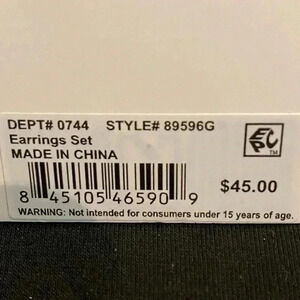 DEPT# 0744 STYLE# 89596G
Earrings Set
MADE IN CHINA
8 45105 46590 9
$45.00
WARNING: Not intended for consumers under 15 years of age.